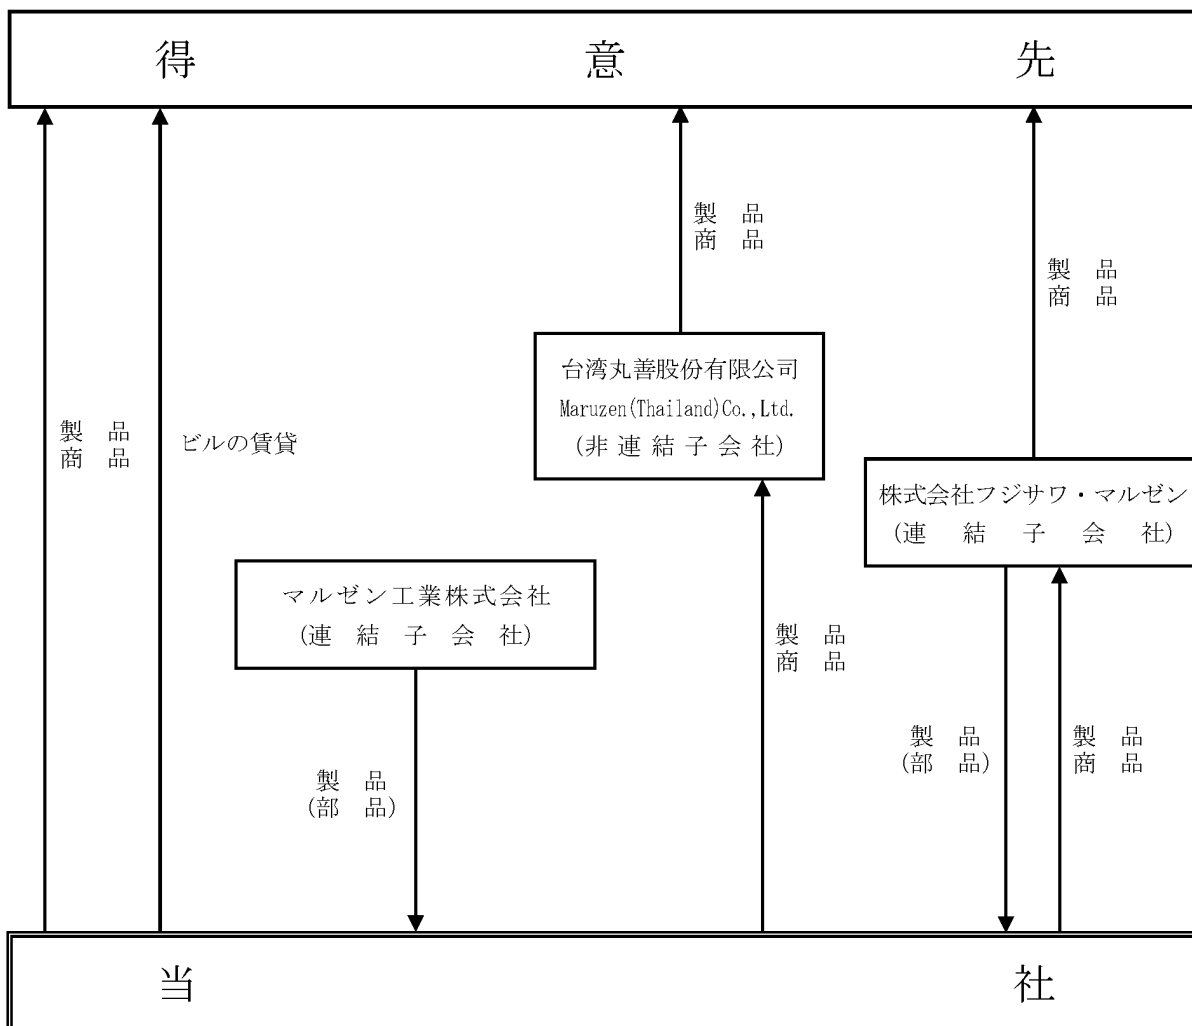 得意先
製品
商品
製品
商品
台湾丸善股份有限公司
Maruzen(Thailand)Co.,Ltd.
(非連結子会社)
製品
商品
ビルの賃貸
株式会社フジサワ・マルゼン
(連結子会社)
マルゼン工業株式会社
(連結子会社)
製品
商品
製品
(部品)
製品
商品
製品
(部品)
当社